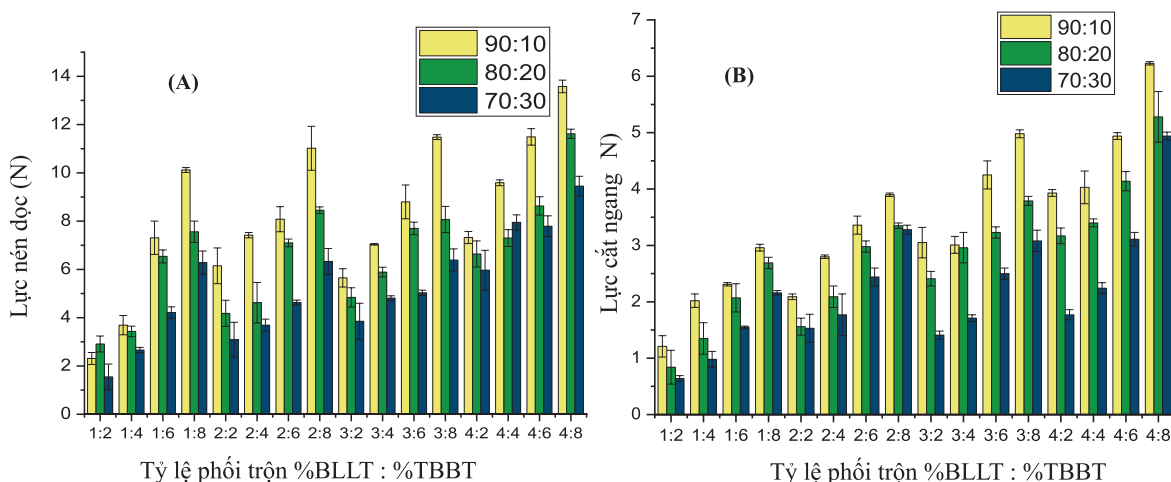 90:10
80:20
70:30
(A)
Lực nén dọc (N)
14
12
10
8
6
4
2
0
1:2 1:4 1:6 1:8 2:2 2:4 2:6 2:8 3:2 3:4 3:6 3:8 4:2 4:4 4:6 4:8
Tỷ lệ phối trộn %BLLT : %TBBT
90:10
80:20
70:30
(B)
Lực cắt ngang N)
7
6
5
4
3
2
1
0
1:2 1:4 1:6 1:8 2:2 2:4 2:6 2:8 3:2 3:4 3:6 3:8 4:2 4:4 4:6 4:8
Tỷ lệ phối trộn %BLLT : %TBBT